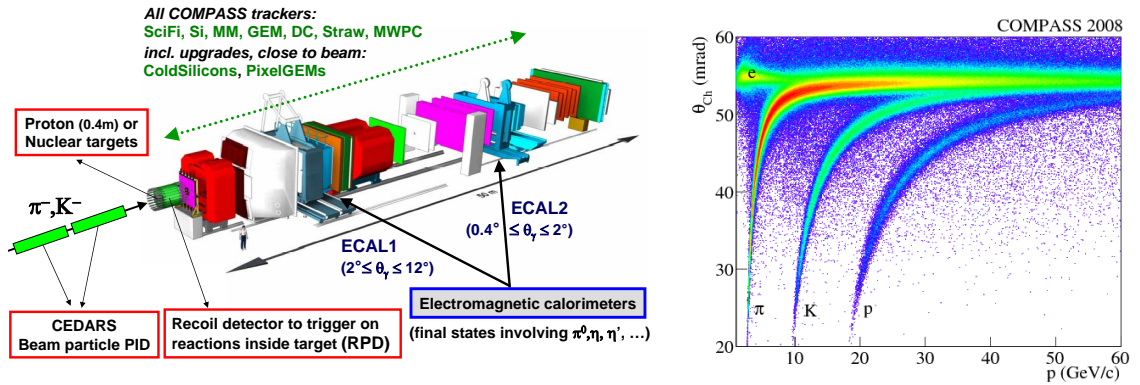 All COMPASS trackers:
SciFi, Si, MM, GEM, DC, Straw, MWPC
incl. upgrades, close to beam:
ColdSilicons, PixelGEMs
Proton (0.4m) or
Nuclear targets
π⁻,K⁻
50 m
ECAL2
(0.4° ≤ θγ ≤ 2°)
ECAL1
(2° ≤ θγ ≤ 12°)
CEDARS
Beam particle PID
Recoil detector to trigger on
reactions inside target (RPD)
Electromagnetic calorimeters
(final states involving π⁰,η, η', …)
COMPASS 2008
θCh (mrad)
60
50
40
30
20
e
π
K
p
10 20 30 40 50 60
p (GeV/c)